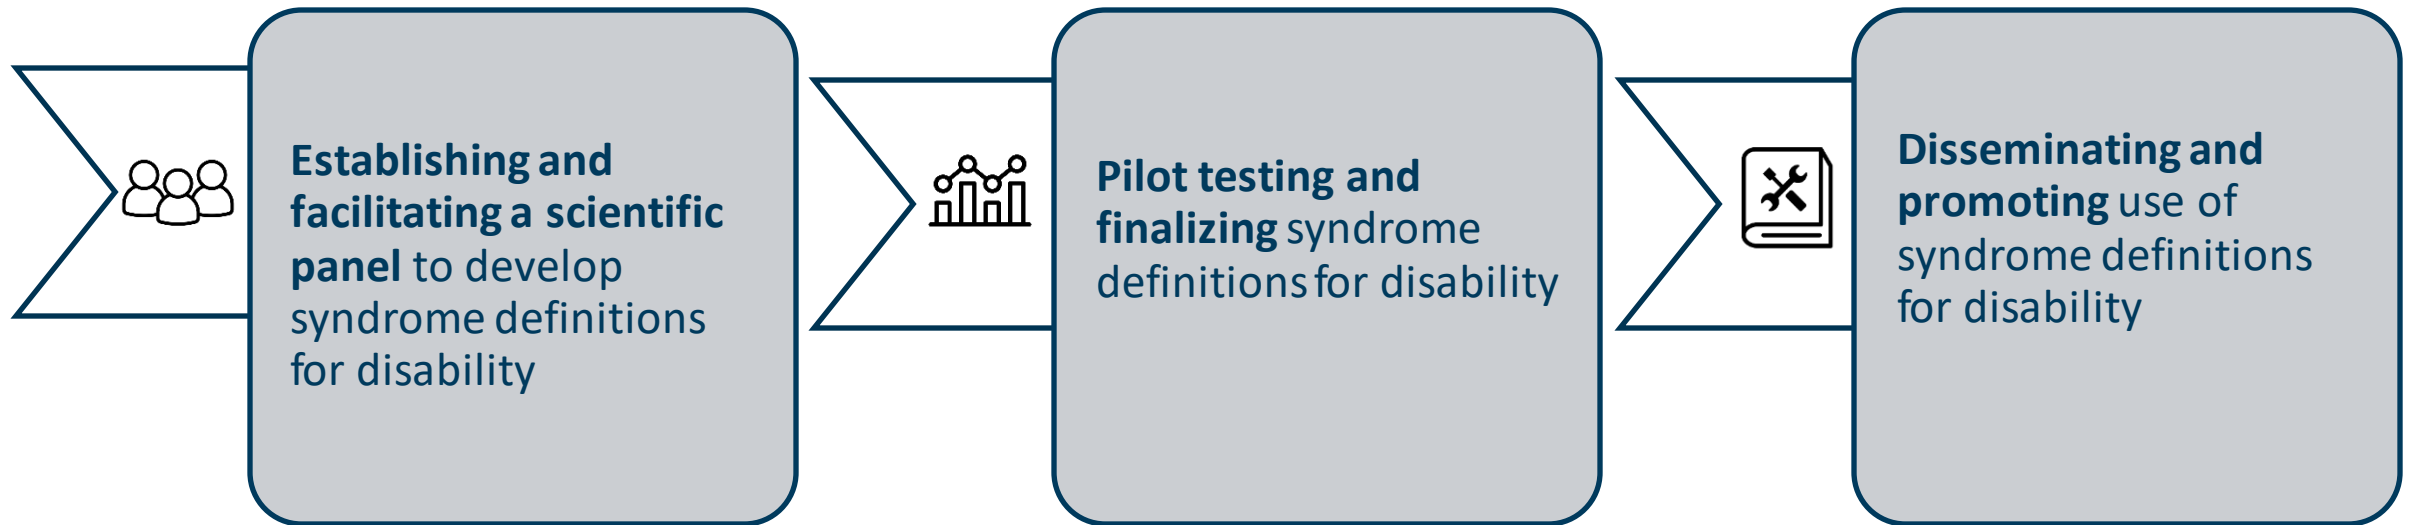 Establishing and
facilitating a scientific
panel to develop
syndrome definitions
for disability
Pilot testing and
finalizing syndrome
definitions for disability
Disseminating and
promoting use of
syndrome definitions
for disability